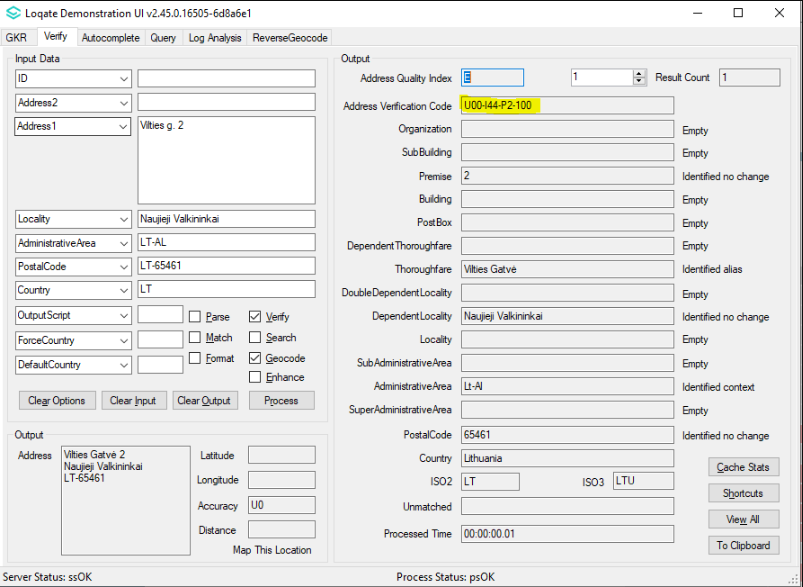 Loqate Demonstration UI v2.45.0.16505-6d8a6e1
GKR Verify Autocomplete Query Log Analysis ReverseGeocode
Input Data
ID
Address2
Address1 Vilties g. 2
Locality Naujieji Valkininkai
AdministrativeArea LT-AL
PostalCode LT-65461
Country LT
OutputScript Parse Verify
ForceCountry Match Search
DefaultCountry Format Geocode
Enhance
Clear Options Clear Input Clear Output Process
Output
Address Vilties Gatvė 2
Naujieji Valkininkai
LT-65461
Latitude
Longitude
Accuracy U0
Distance
Map This Location
Output
Address Quality Index E 1 Result Count 1
Address Verification Code U00-I44-P2-100
Organization Empty
SubBuilding Empty
Premise 2 Identified no change
Building Empty
PostBox Empty
DependentThoroughfare Empty
Thoroughfare Vilties Gatvė Identified alias
DoubleDependentLocality Empty
DependentLocality Naujieji Valkininkai Identified no change
Locality Empty
SubAdministrativeArea Empty
AdministrativeArea Lt-Al Identified context
SuperAdministrativeArea Empty
PostalCode 65461 Identified no change
Country Lithuania
ISO2 LT ISO3 LTU
Unmatched
Processed Time 00:00:00.01
Cache Stats
Shortcuts
View All
To Clipboard
Server Status: ssOK Process Status: psOK